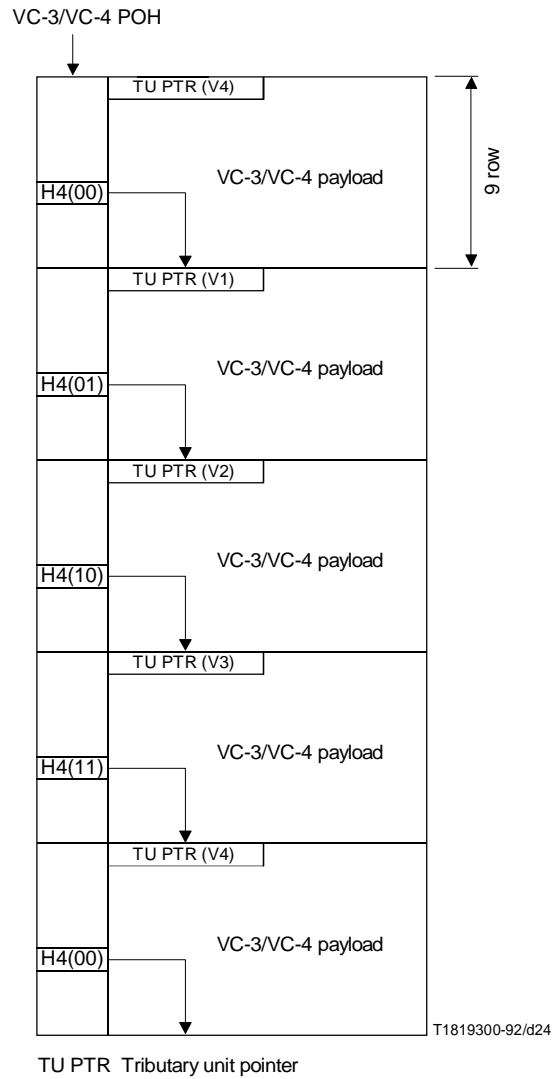 VC-3/VC-4 POH
TU PTR (V4)
VC-3/VC-4 payload
9 row
H4(00)
TU PTR (V1)
VC-3/VC-4 payload
H4(01)
TU PTR (V2)
VC-3/VC-4 payload
H4(10)
TU PTR (V3)
VC-3/VC-4 payload
H4(11)
TU PTR (V4)
VC-3/VC-4 payload
H4(00)
T1819300-92/d24
TU PTR Tributary unit pointer